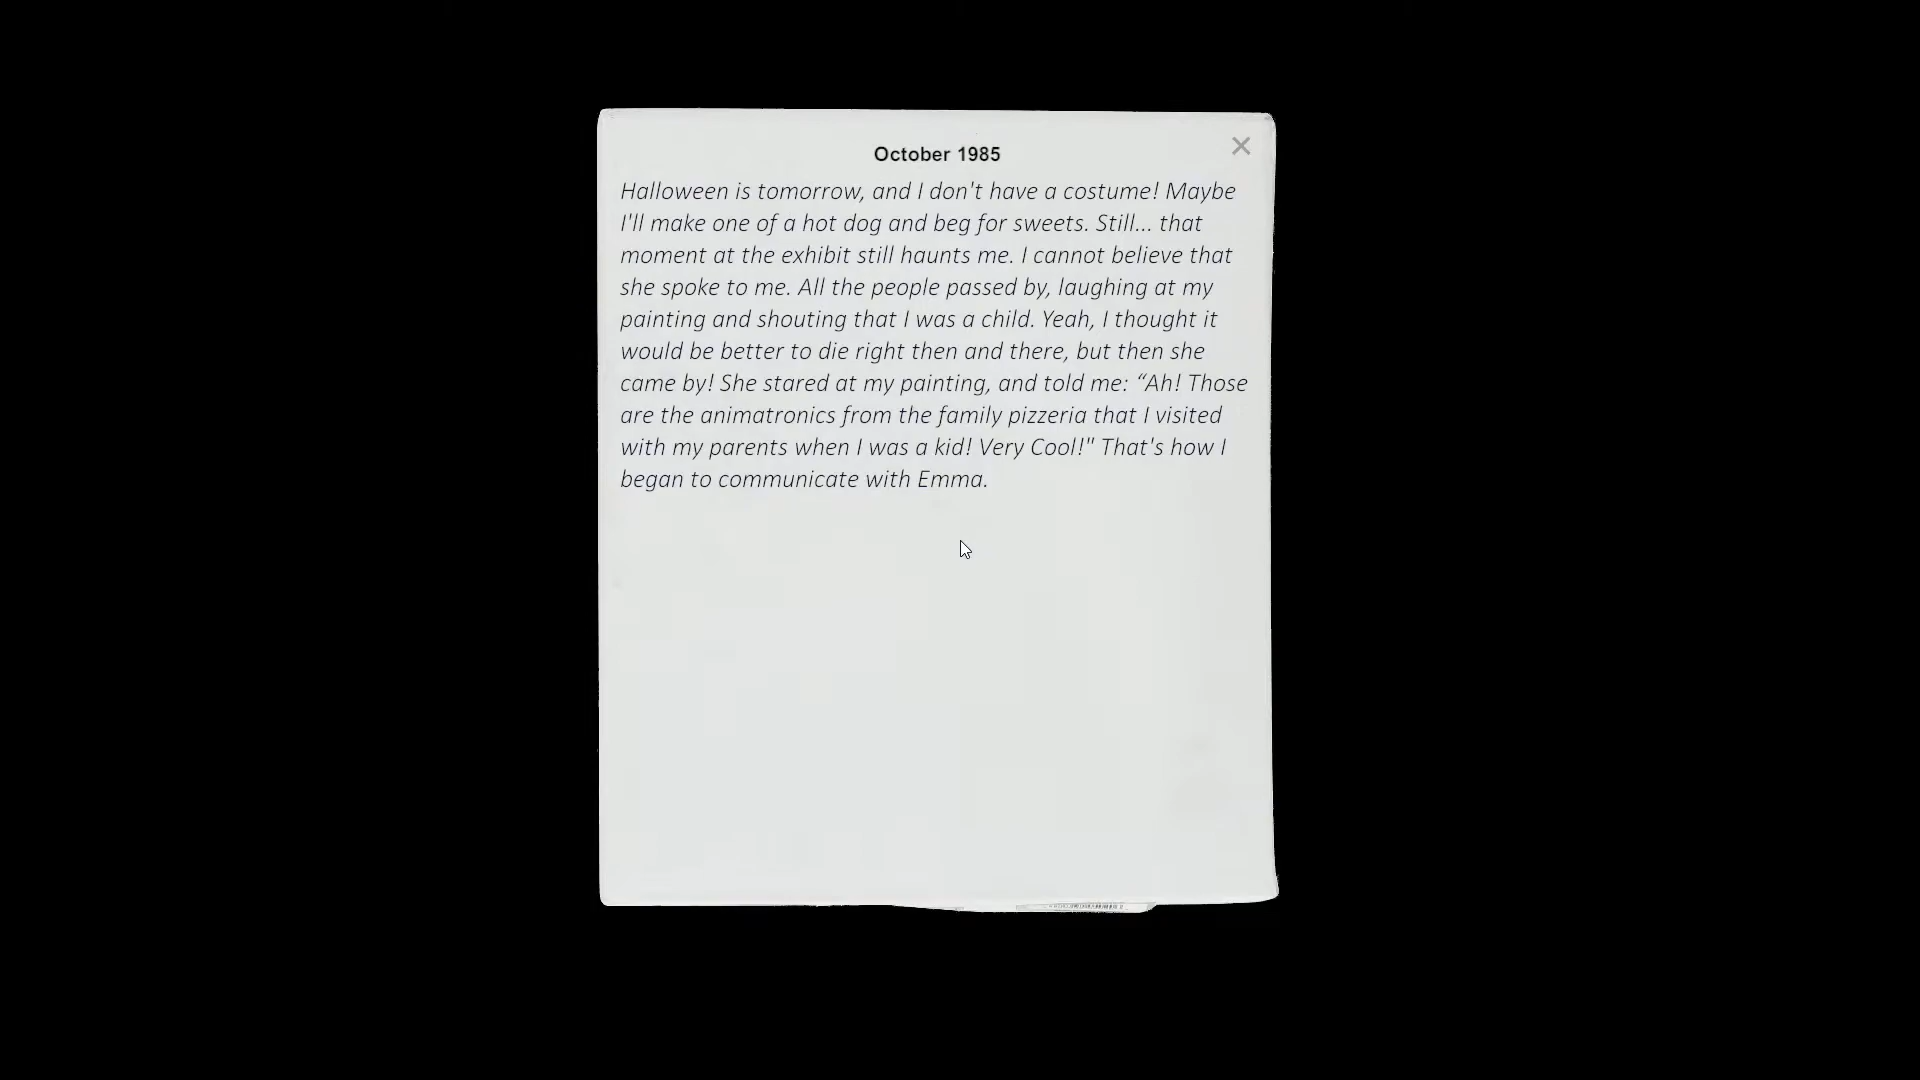 October 1985
Halloween is tomorrow, and I don't have a costume! Maybe
I'll make one of a hot dog and beg for sweets. Still... that
moment at the exhibit still haunts me. I cannot believe that
she spoke to me. All the people passed by, laughing at my
painting and shouting that I was a child. Yeah, I thought it
would be better to die right then and there, but then she
came by! She stared at my painting, and told me: “Ah! Those
are the animatronics from the family pizzeria that I visited
with my parents when I was a kid! Very Cool!" That's how I
began to communicate with Emma.